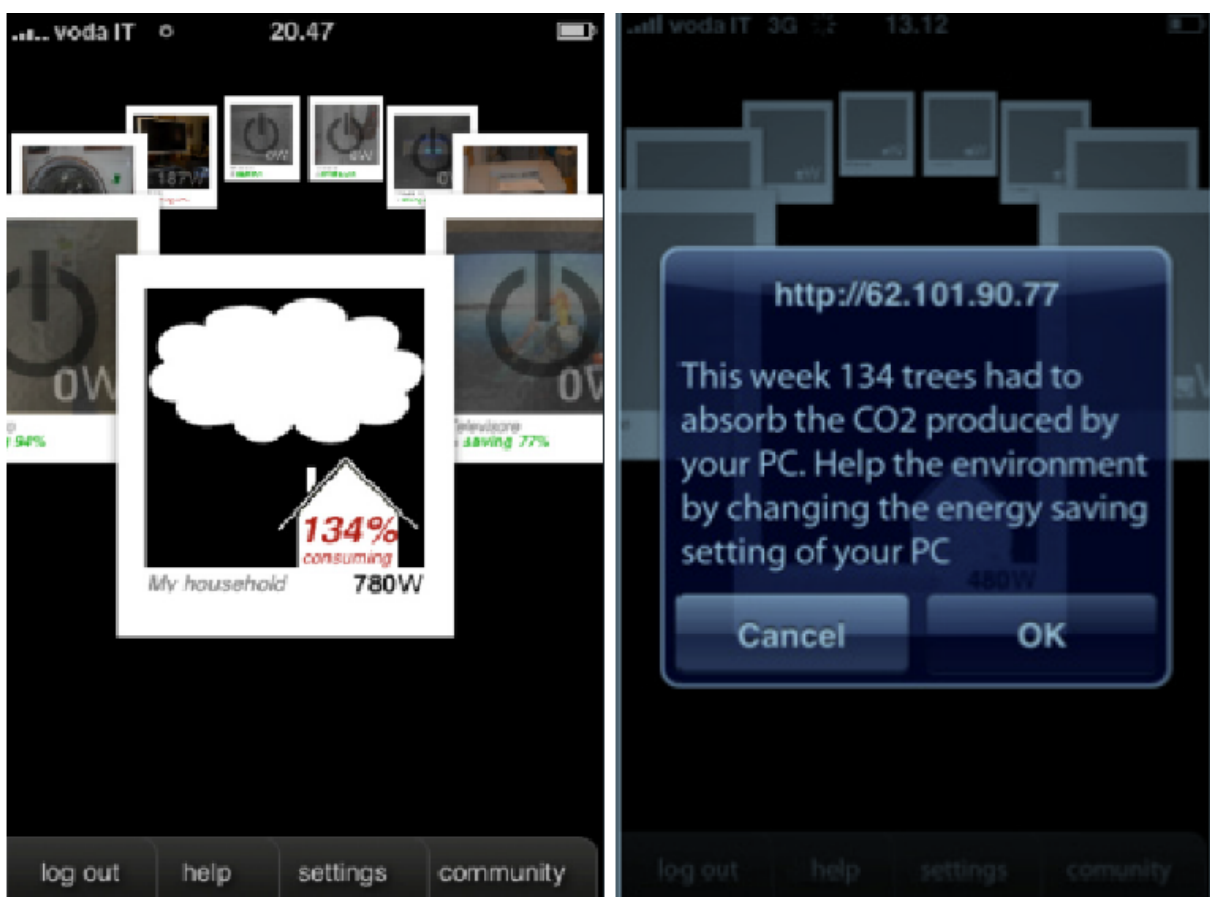 voda IT
20.47
187W
0W
0W
0W
94%
Televisore
saving 77%
134%
consuming
My household 780W
log out help settings community
voda IT 3G 13.12
http://62.101.90.77
This week 134 trees had to
absorb the CO2 produced by
your PC. Help the environment
by changing the energy saving
setting of your PC
480W
Cancel OK
log out help settings comunity